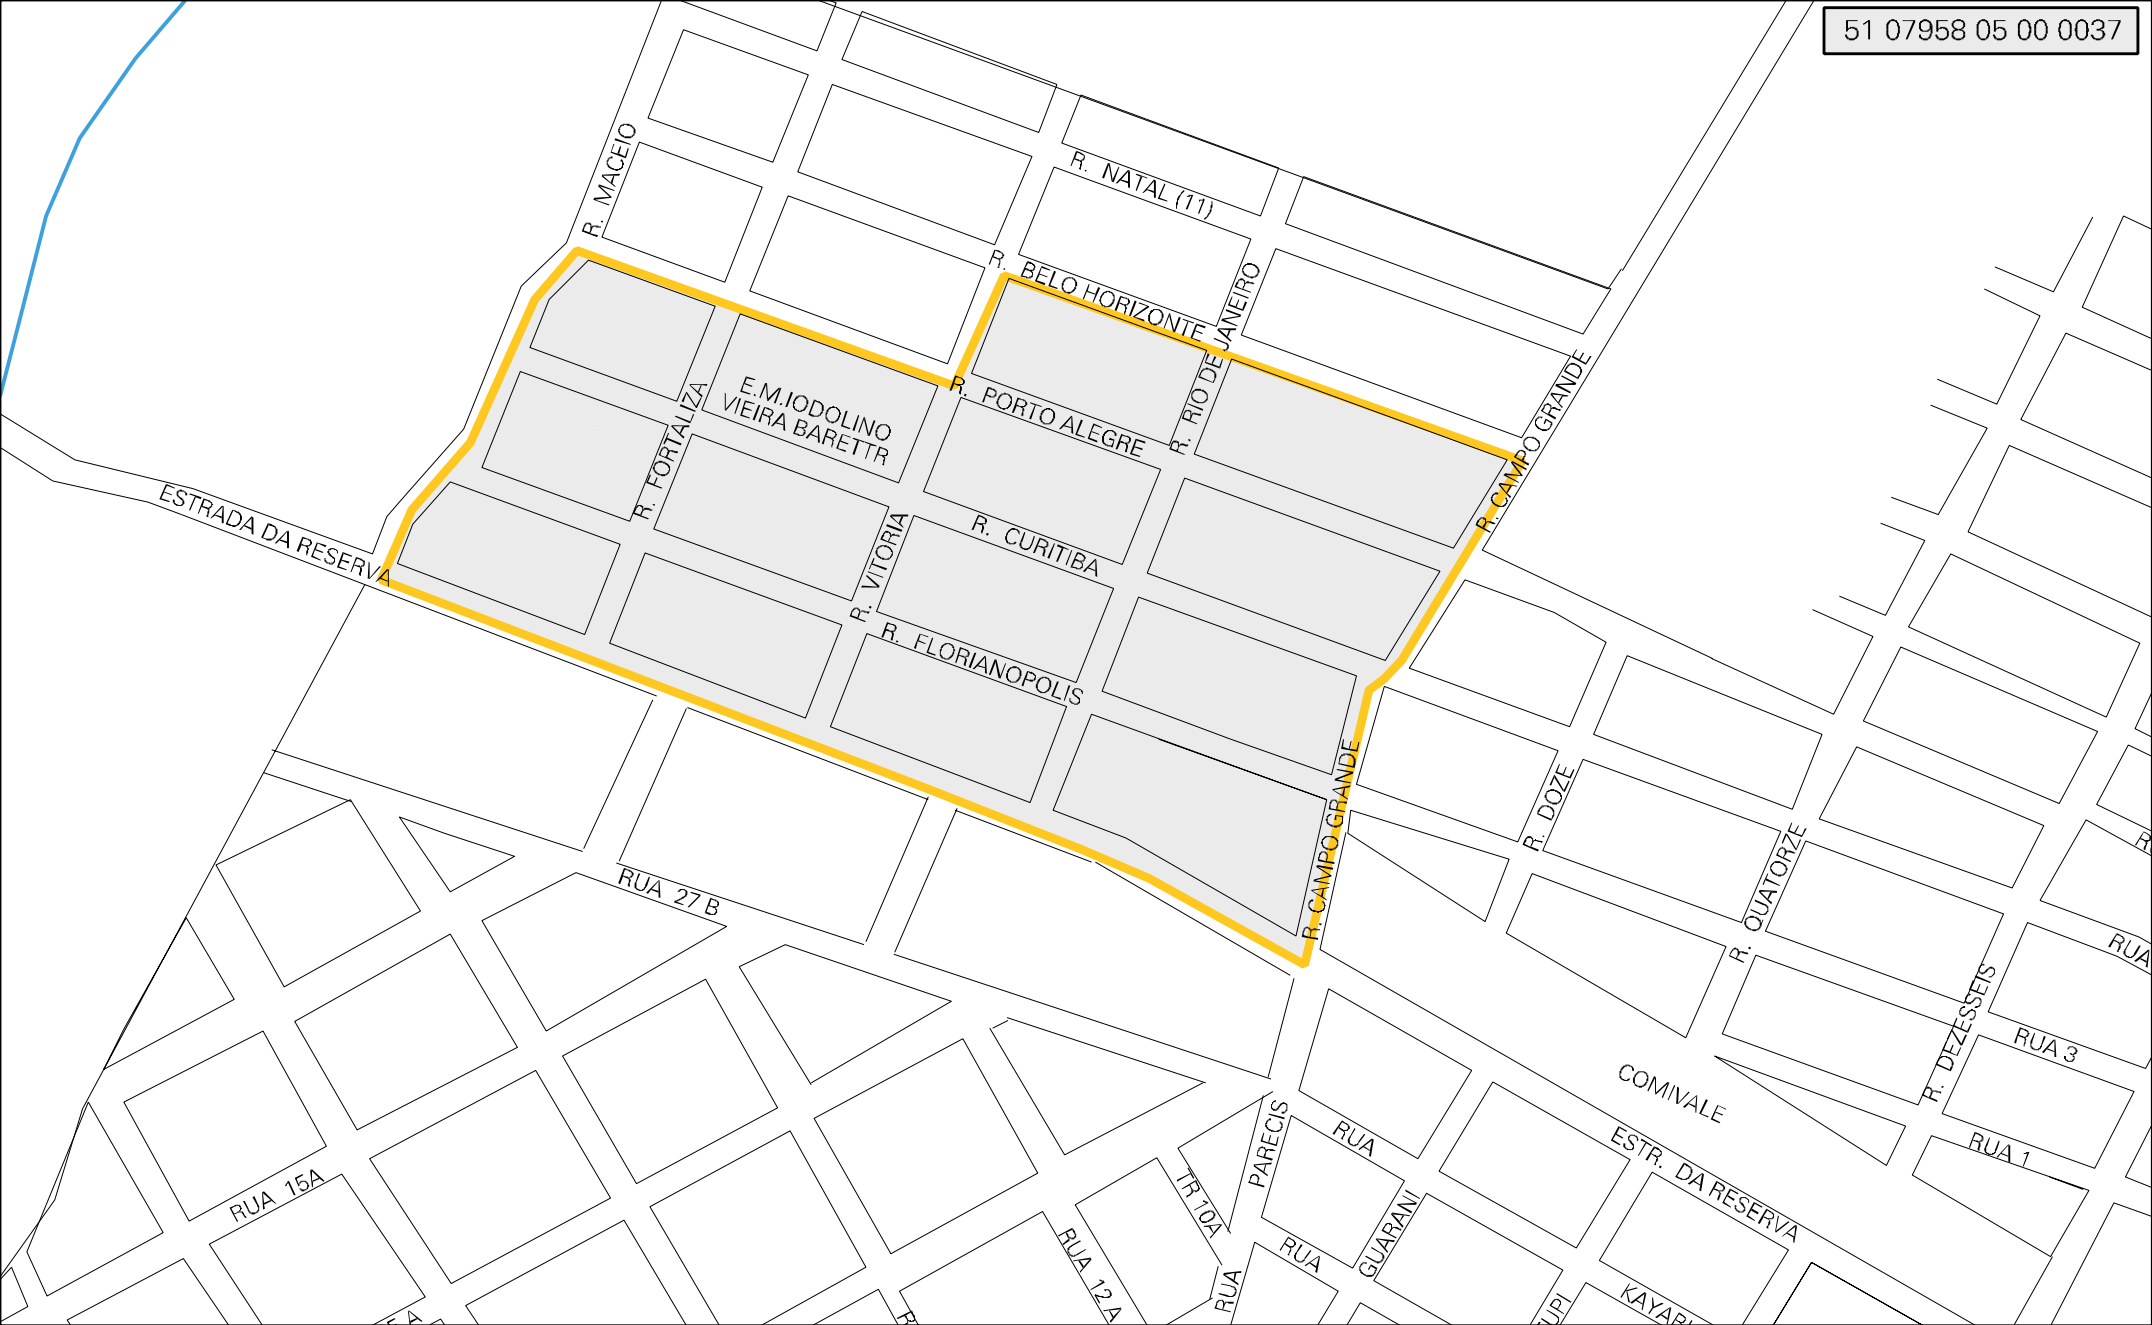 51 07958 05 00 0037
R. MACEIO
R. NATAL (11)
R. BELO HORIZONTE
R. RIO DE JANEIRO
R. CAMPO GRANDE
E.M.IODOLINO
VIEIRA BARETTR
R. PORTO ALEGRE
R. FORTALIZA
ESTRADA DA RESERVA
R. VITORIA
R. CURITIBA
R. FLORIANOPOLIS
R. CAMPO GRANDE
R. DOZE
R. QUATORZE
RUA 27 B
RUA
R. DEZESSEIS
RUA 3
COMIVALE
RUA 1
ESTR. DA RESERVA
PARECIS
RUA
TR 10A
RUA 15A
RUA 12 A
RUA
GUARANI
RUA